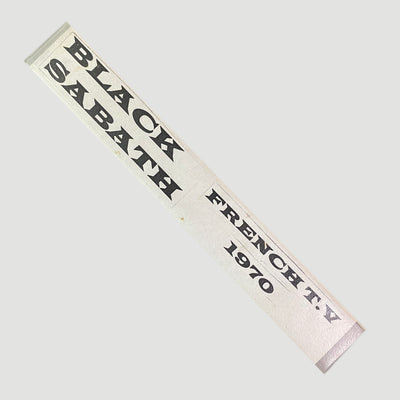 BLACK
SABATH
FRENCH T.V
1970